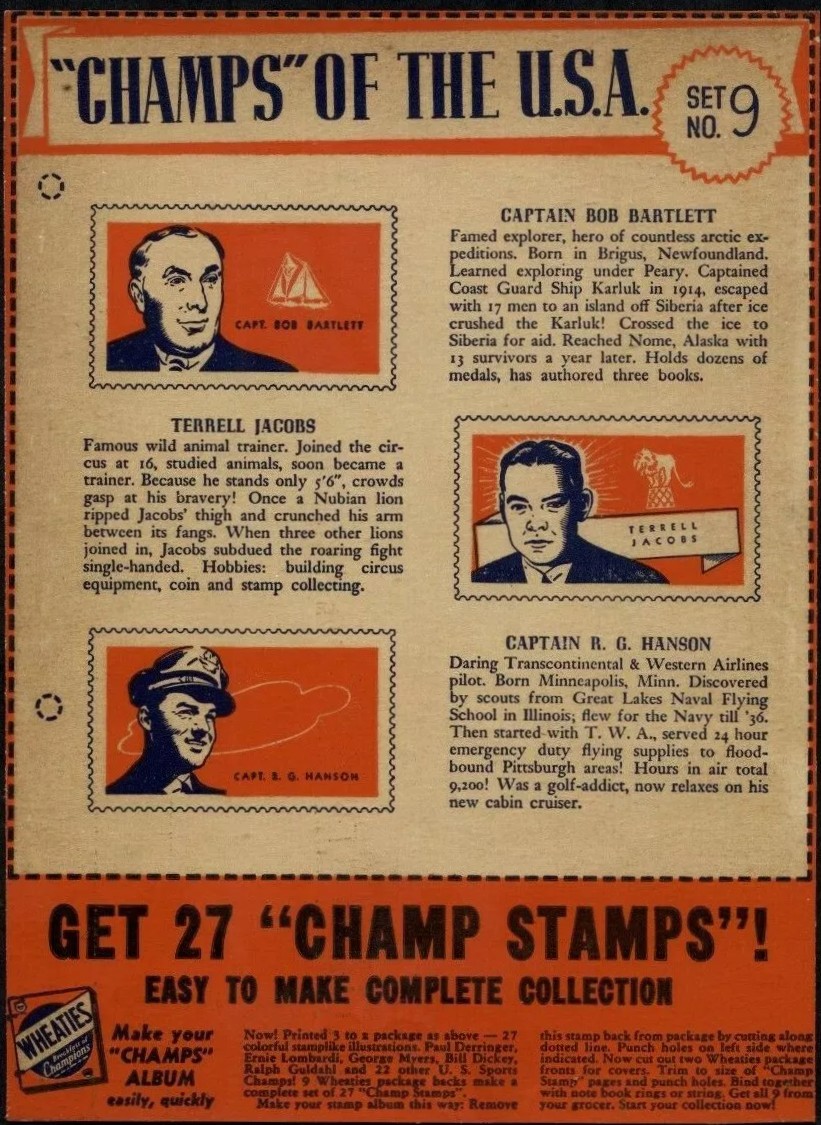 "CHAMPS" OF THE U.S.A.
SET NO. 9
CAPT. BOB BARTLETT
CAPTAIN BOB BARTLETT
Famed explorer, hero of countless arctic ex-
peditions. Born in Brigus, Newfoundland.
Learned exploring under Peary. Captained
Coast Guard Ship Karluk in 1914, escaped
with 17 men to an island off Siberia after ice
crushed the Karluk! Crossed the ice to
Siberia for aid. Reached Nome, Alaska with
13 survivors a year later. Holds dozens of
medals, has authored three books.
TERRELL JACOBS
Famous wild animal trainer. Joined the cir-
cus at 16, studied animals, soon became a
trainer. Because he stands only 5'6", crowds
gasp at his bravery! Once a Nubian lion
ripped Jacobs' thigh and crunched his arm
between its fangs. When three other lions
joined in, Jacobs subdued the roaring fight
single-handed. Hobbies: building circus
equipment, coin and stamp collecting.
TERRELL
JACOBS
CAPT. R. G. HANSON
CAPTAIN R. G. HANSON
Daring Transcontinental & Western Airlines
pilot. Born Minneapolis, Minn. Discovered
by scouts from Great Lakes Naval Flying
School in Illinois; flew for the Navy till '36.
Then started with T. W. A., served 24 hour
emergency duty flying supplies to flood-
bound Pittsburgh areas! Hours in air total
9,200! Was a golf-addict, now relaxes on his
new cabin cruiser.
GET 27 "CHAMP STAMPS"!
EASY TO MAKE COMPLETE COLLECTION
WHEATIES
Breakfast of
Champions
Make your
"CHAMPS"
ALBUM
easily, quickly
Now! Printed 3 to a package as above — 27
colorful stamplike illustrations. Paul Derringer,
Ernie Lombardi, George Myers, Bill Dickey,
Ralph Guldahl and 22 other U. S. Sports
Champs! 9 Wheaties package backs make a
complete set of 27 "Champ Stamps".
Make your stamp album this way: Remove
this stamp back from package by cutting along
dotted line. Punch holes on left side where
indicated. Now cut out two Wheaties package
fronts for covers. Trim to size of "Champ
Stamp" pages and punch holes. Bind together
with note book rings or string. Get all 9 from
your grocer. Start your collection now!